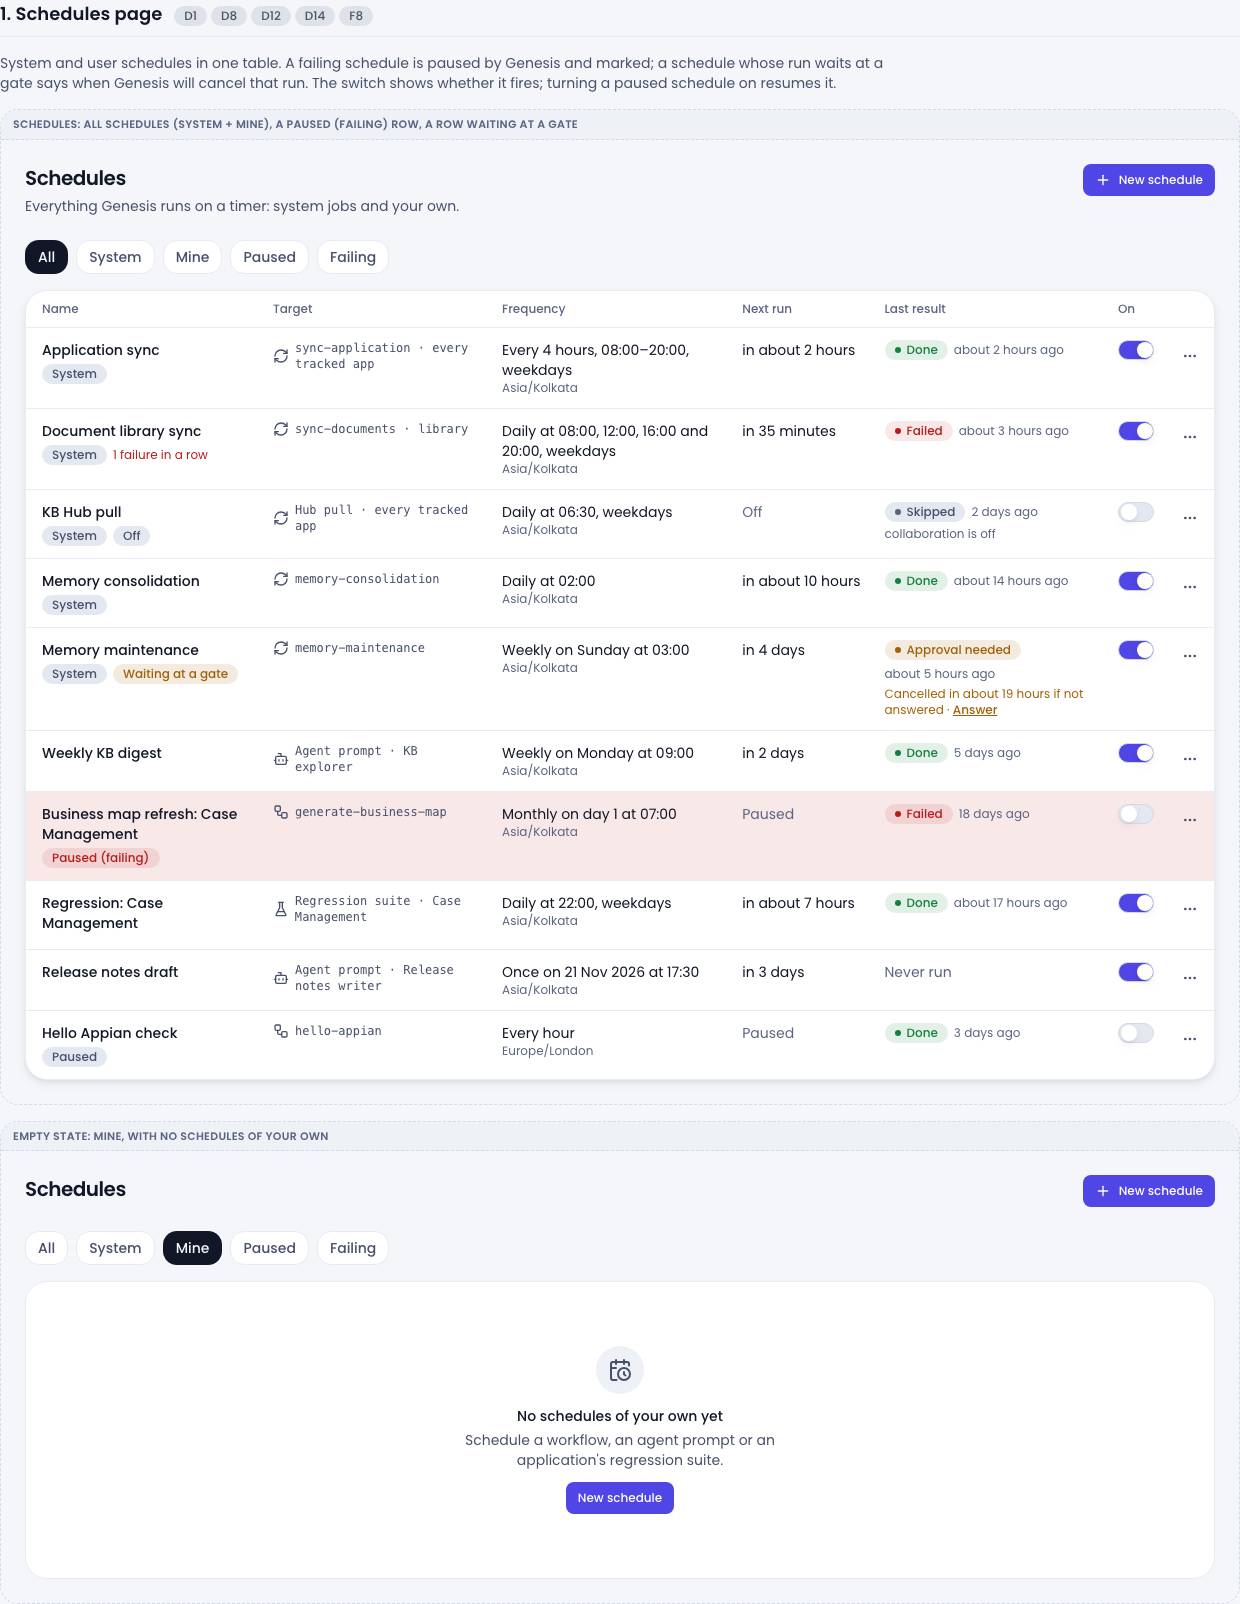 1. Schedules page D1 D8 D12 D14 F8
System and user schedules in one table. A failing schedule is paused by Genesis and marked; a schedule whose run waits at a
gate says when Genesis will cancel that run. The switch shows whether it fires; turning a paused schedule on resumes it.
SCHEDULES: ALL SCHEDULES (SYSTEM + MINE), A PAUSED (FAILING) ROW, A ROW WAITING AT A GATE
Schedules
+ New schedule
Everything Genesis runs on a timer: system jobs and your own.
All System Mine Paused Failing
Name Target Frequency Next run Last result On
Application sync
System
sync-application · every
tracked app
Every 4 hours, 08:00–20:00,
weekdays
Asia/Kolkata
in about 2 hours
Done about 2 hours ago
...
Document library sync
System 1 failure in a row
sync-documents · library
Daily at 08:00, 12:00, 16:00 and
20:00, weekdays
Asia/Kolkata
in 35 minutes
Failed about 3 hours ago
...
KB Hub pull
System Off
Hub pull · every tracked
app
Daily at 06:30, weekdays
Asia/Kolkata
Off
Skipped 2 days ago
collaboration is off
...
Memory consolidation
System
memory-consolidation
Daily at 02:00
Asia/Kolkata
in about 10 hours
Done about 14 hours ago
...
Memory maintenance
System Waiting at a gate
memory-maintenance
Weekly on Sunday at 03:00
Asia/Kolkata
in 4 days
Approval needed
about 5 hours ago
Cancelled in about 19 hours if not
answered · Answer
...
Weekly KB digest
Agent prompt · KB
explorer
Weekly on Monday at 09:00
Asia/Kolkata
in 2 days
Done 5 days ago
...
Business map refresh: Case
Management
Paused (failing)
generate-business-map
Monthly on day 1 at 07:00
Asia/Kolkata
Paused
Failed 18 days ago
...
Regression: Case
Management
Regression suite · Case
Management
Daily at 22:00, weekdays
Asia/Kolkata
in about 7 hours
Done about 17 hours ago
...
Release notes draft
Agent prompt · Release
notes writer
Once on 21 Nov 2026 at 17:30
Asia/Kolkata
in 3 days
Never run
...
Hello Appian check
Paused
hello-appian
Every hour
Europe/London
Paused
Done 3 days ago
...
EMPTY STATE: MINE, WITH NO SCHEDULES OF YOUR OWN
Schedules
+ New schedule
All System Mine Paused Failing
No schedules of your own yet
Schedule a workflow, an agent prompt or an
application's regression suite.
New schedule